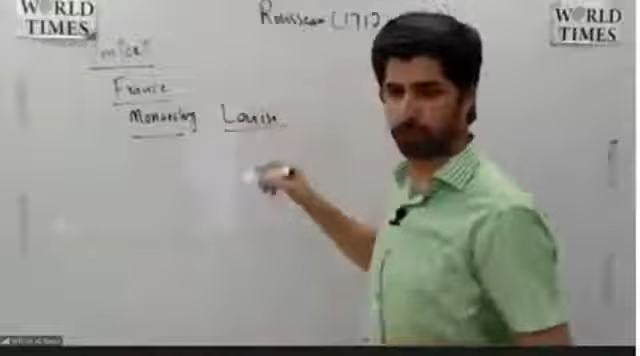 WORLD
TIMES
WORLD
TIMES
Rousseau (1712
France
Monarchy Louis